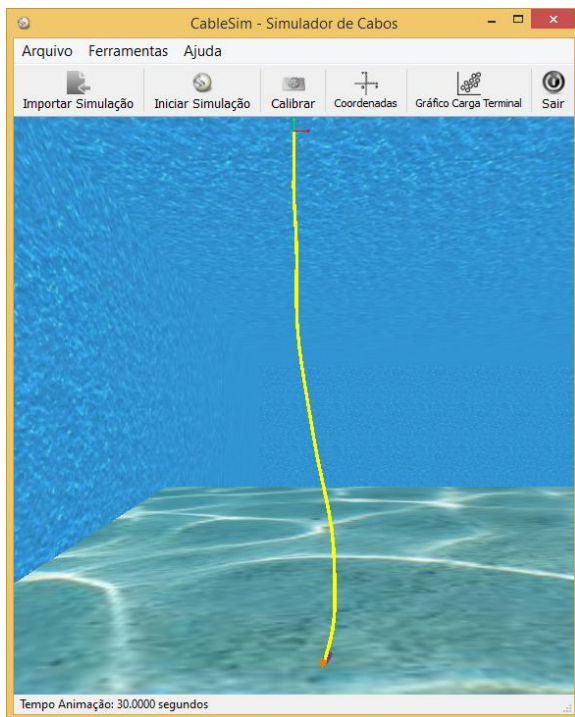 CableSim - Simulador de Cabos
Arquivo Ferramentas Ajuda
Importar Simulação Iniciar Simulação Calibrar Coordenadas Gráfico Carga Terminal Sair
Tempo Animação: 30.0000 segundos